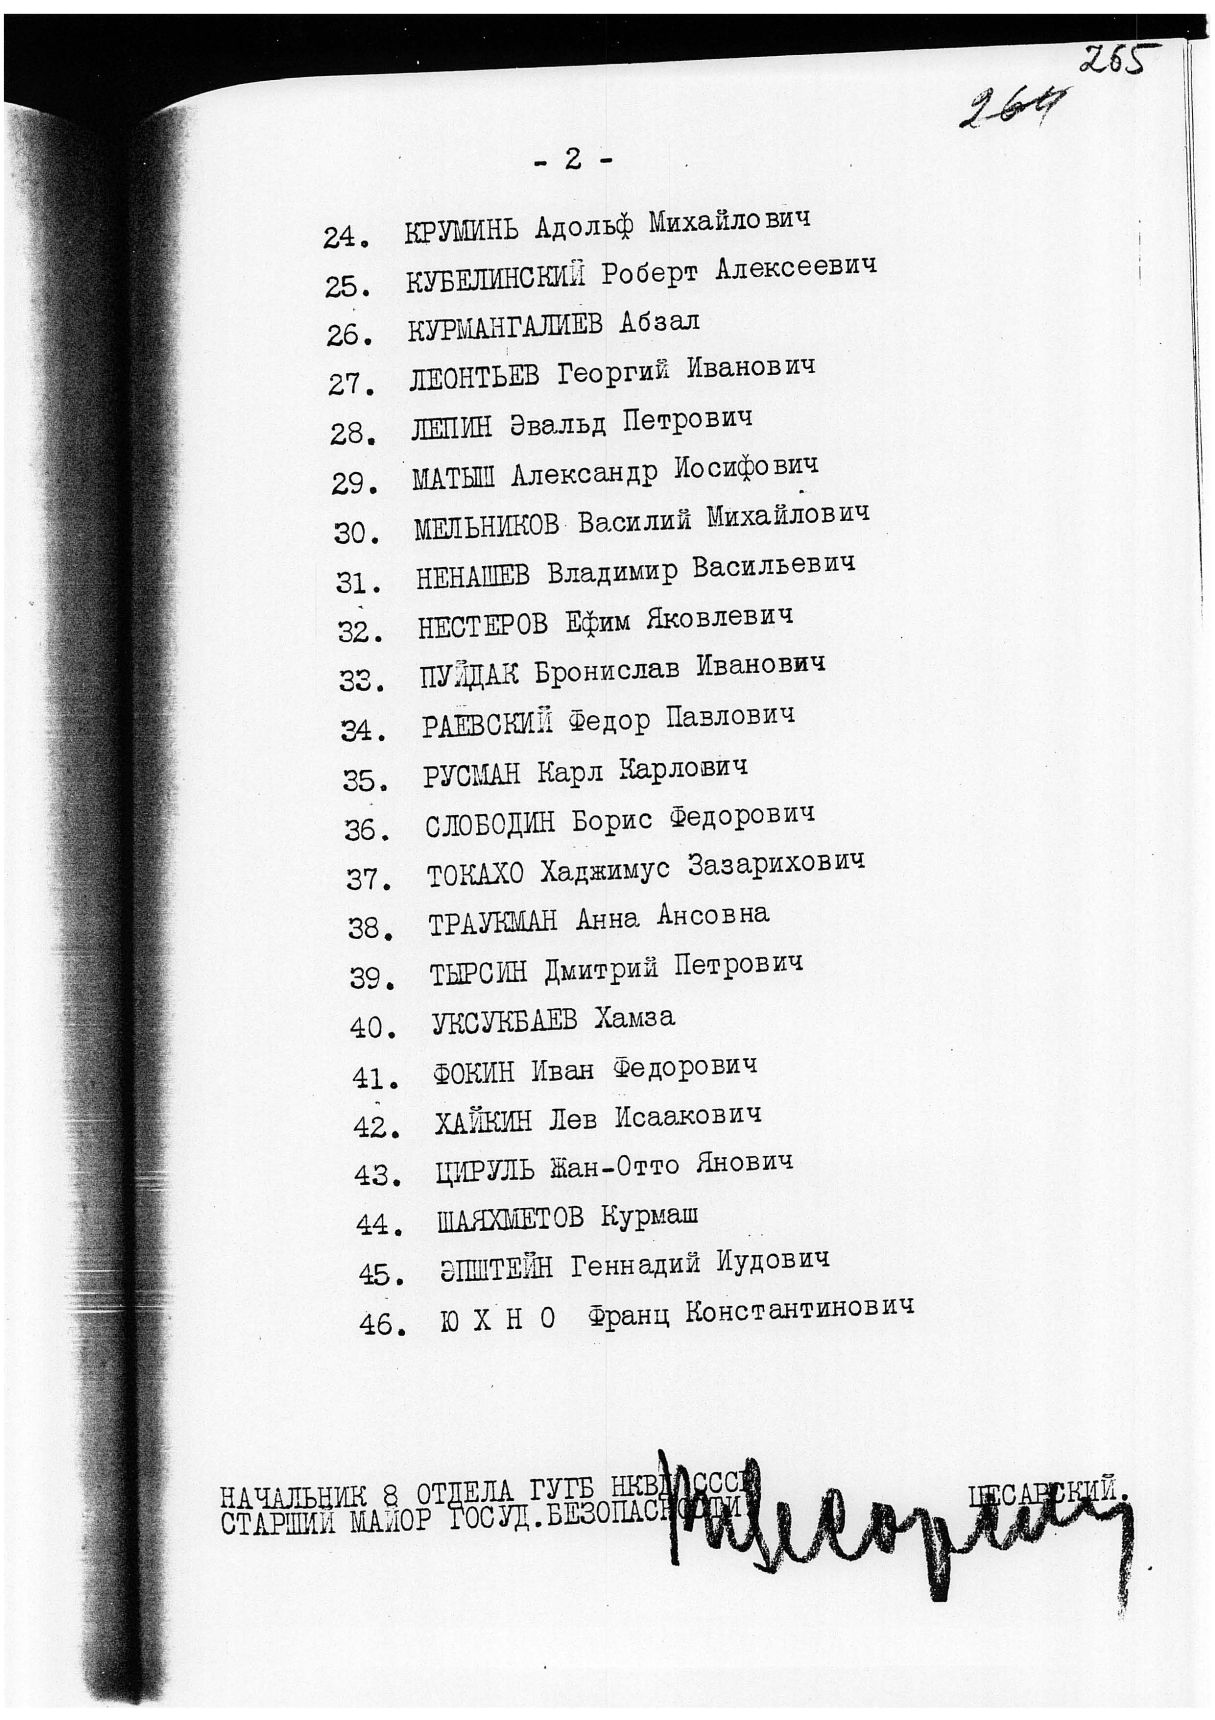 265
264
- 2 -
24. КРУМИНЬ Адольф Михайлович
25. КУБЕЛИНСКИЙ Роберт Алексеевич
26. КУРМАНГАЛИЕВ Абзал
27. ЛЕОНТЬЕВ Георгий Иванович
28. ЛЕПИН Эвальд Петрович
29. МАТЫШ Александр Иосифович
30. МЕЛЬНИКОВ Василий Михайлович
31. НЕНАШЕВ Владимир Васильевич
32. НЕСТЕРОВ Ефим Яковлевич
33. ПУЙДАК Бронислав Иванович
34. РАЕВСКИЙ Федор Павлович
35. РУСМАН Карл Карлович
36. СЛОБОДИН Борис Федорович
37. ТОКАХО Хаджимус Зазарихович
38. ТРАУКМАН Анна Ансовна
39. ТЫРСИН Дмитрий Петрович
40. УКСУКБАЕВ Хамза
41. ФОКИН Иван Федорович
42. ХАЙКИН Лев Исаакович
43. ЦИРУЛЬ Жан-Отто Янович
44. ШАЯХМЕТОВ Курмаш
45. ЭПШТЕЙН Геннадий Иудович
46. Ю Х Н О Франц Константинович
НАЧАЛЬНИК 8 ОТДЕЛА ГУГБ НКВД СССР
СТАРШИЙ МАЙОР ГОСУД.БЕЗОПАСНОСТИ
ЦЕСАРСКИЙ.